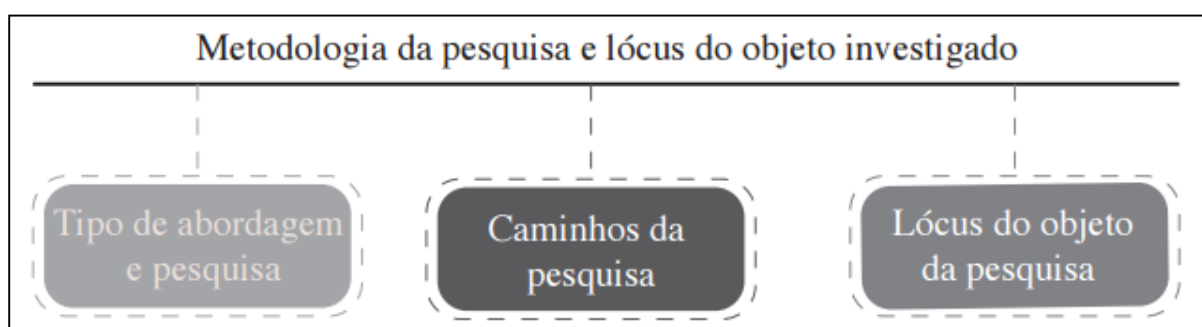 Metodologia da pesquisa e lócus do objeto investigado
Tipo de abordagem
e pesquisa
Caminhos da
pesquisa
Lócus do objeto
da pesquisa